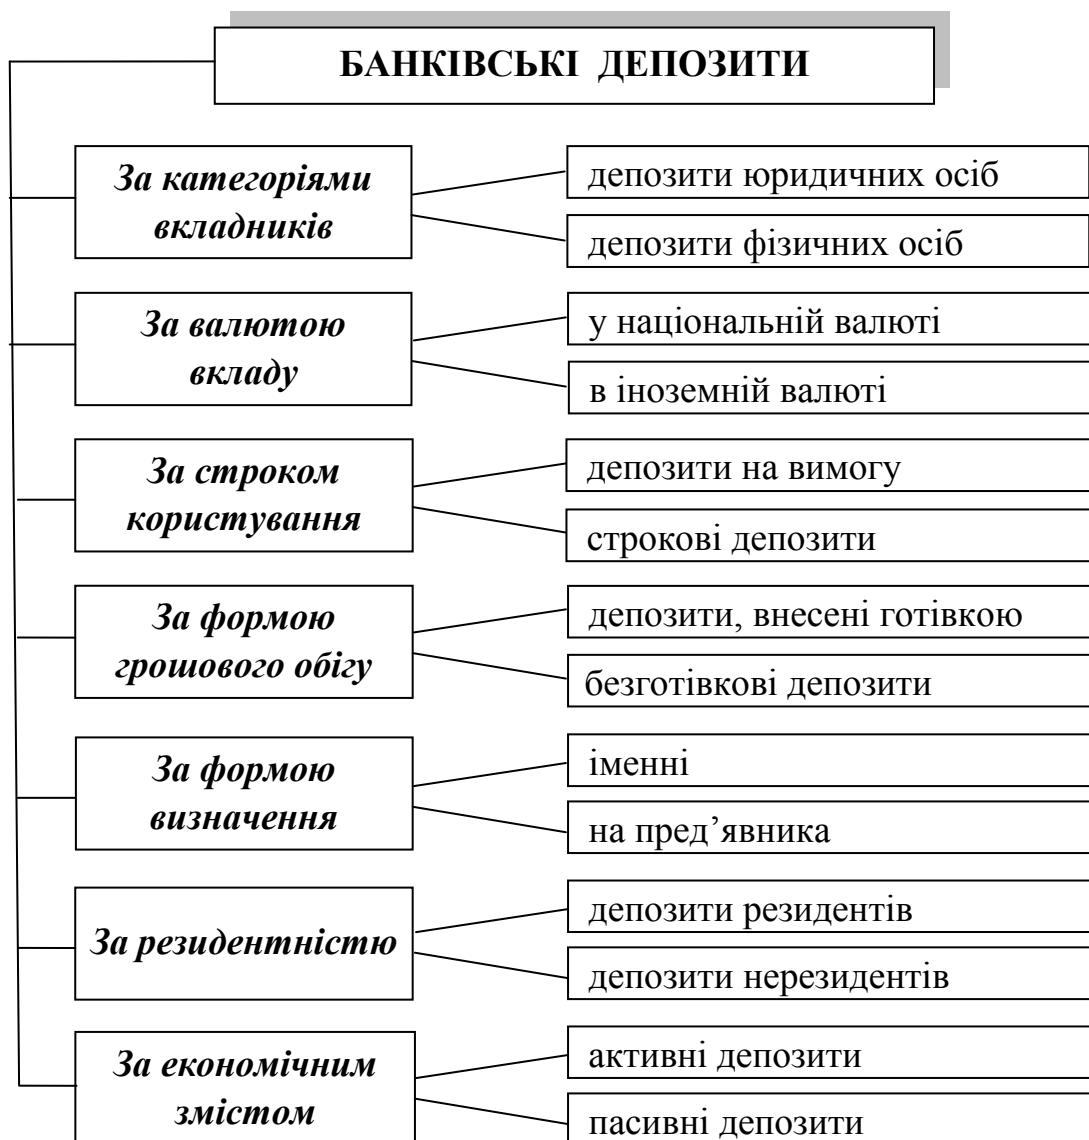 БАНКІВСЬКІ ДЕПОЗИТИ
За категоріями
вкладників
депозити юридичних осіб
депозити фізичних осіб
За валютою
вкладу
у національній валюті
в іноземній валюті
За строком
користування
депозити на вимогу
строкові депозити
За формою
грошового обігу
депозити, внесені готівкою
безготівкові депозити
За формою
визначення
іменні
на пред’явника
За резидентністю
депозити резидентів
депозити нерезидентів
За економічним
змістом
активні депозити
пасивні депозити